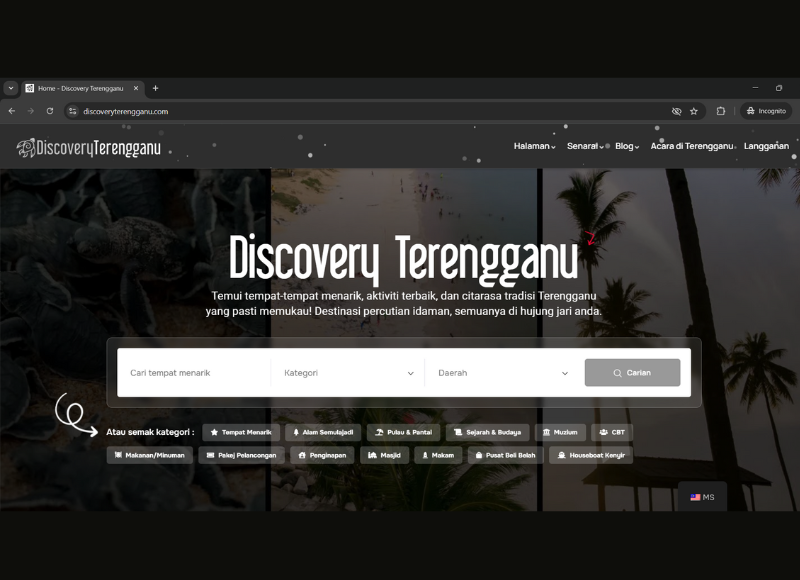 Home - Discovery Terengganu
discoveryterengganu.com
Incognito
DiscoveryTerengganu
Halaman
Senarai
Blog
Acara di Terengganu
Langganan
Discovery Terengganu
Temui tempat-tempat menarik, aktiviti terbaik, dan citarasa tradisi Terengganu
yang pasti memukau! Destinasi percutian idaman, semuanya di hujung jari anda.
Cari tempat menarik
Kategori
Daerah
Carian
Atau semak kategori :
Tempat Menarik
Alam Semulajadi
Pulau & Pantai
Sejarah & Budaya
Muzium
CBT
Makanan/Minuman
Pakej Pelancongan
Penginapan
Masjid
Makam
Pusat Beli Belah
Houseboat Kenyir
MS